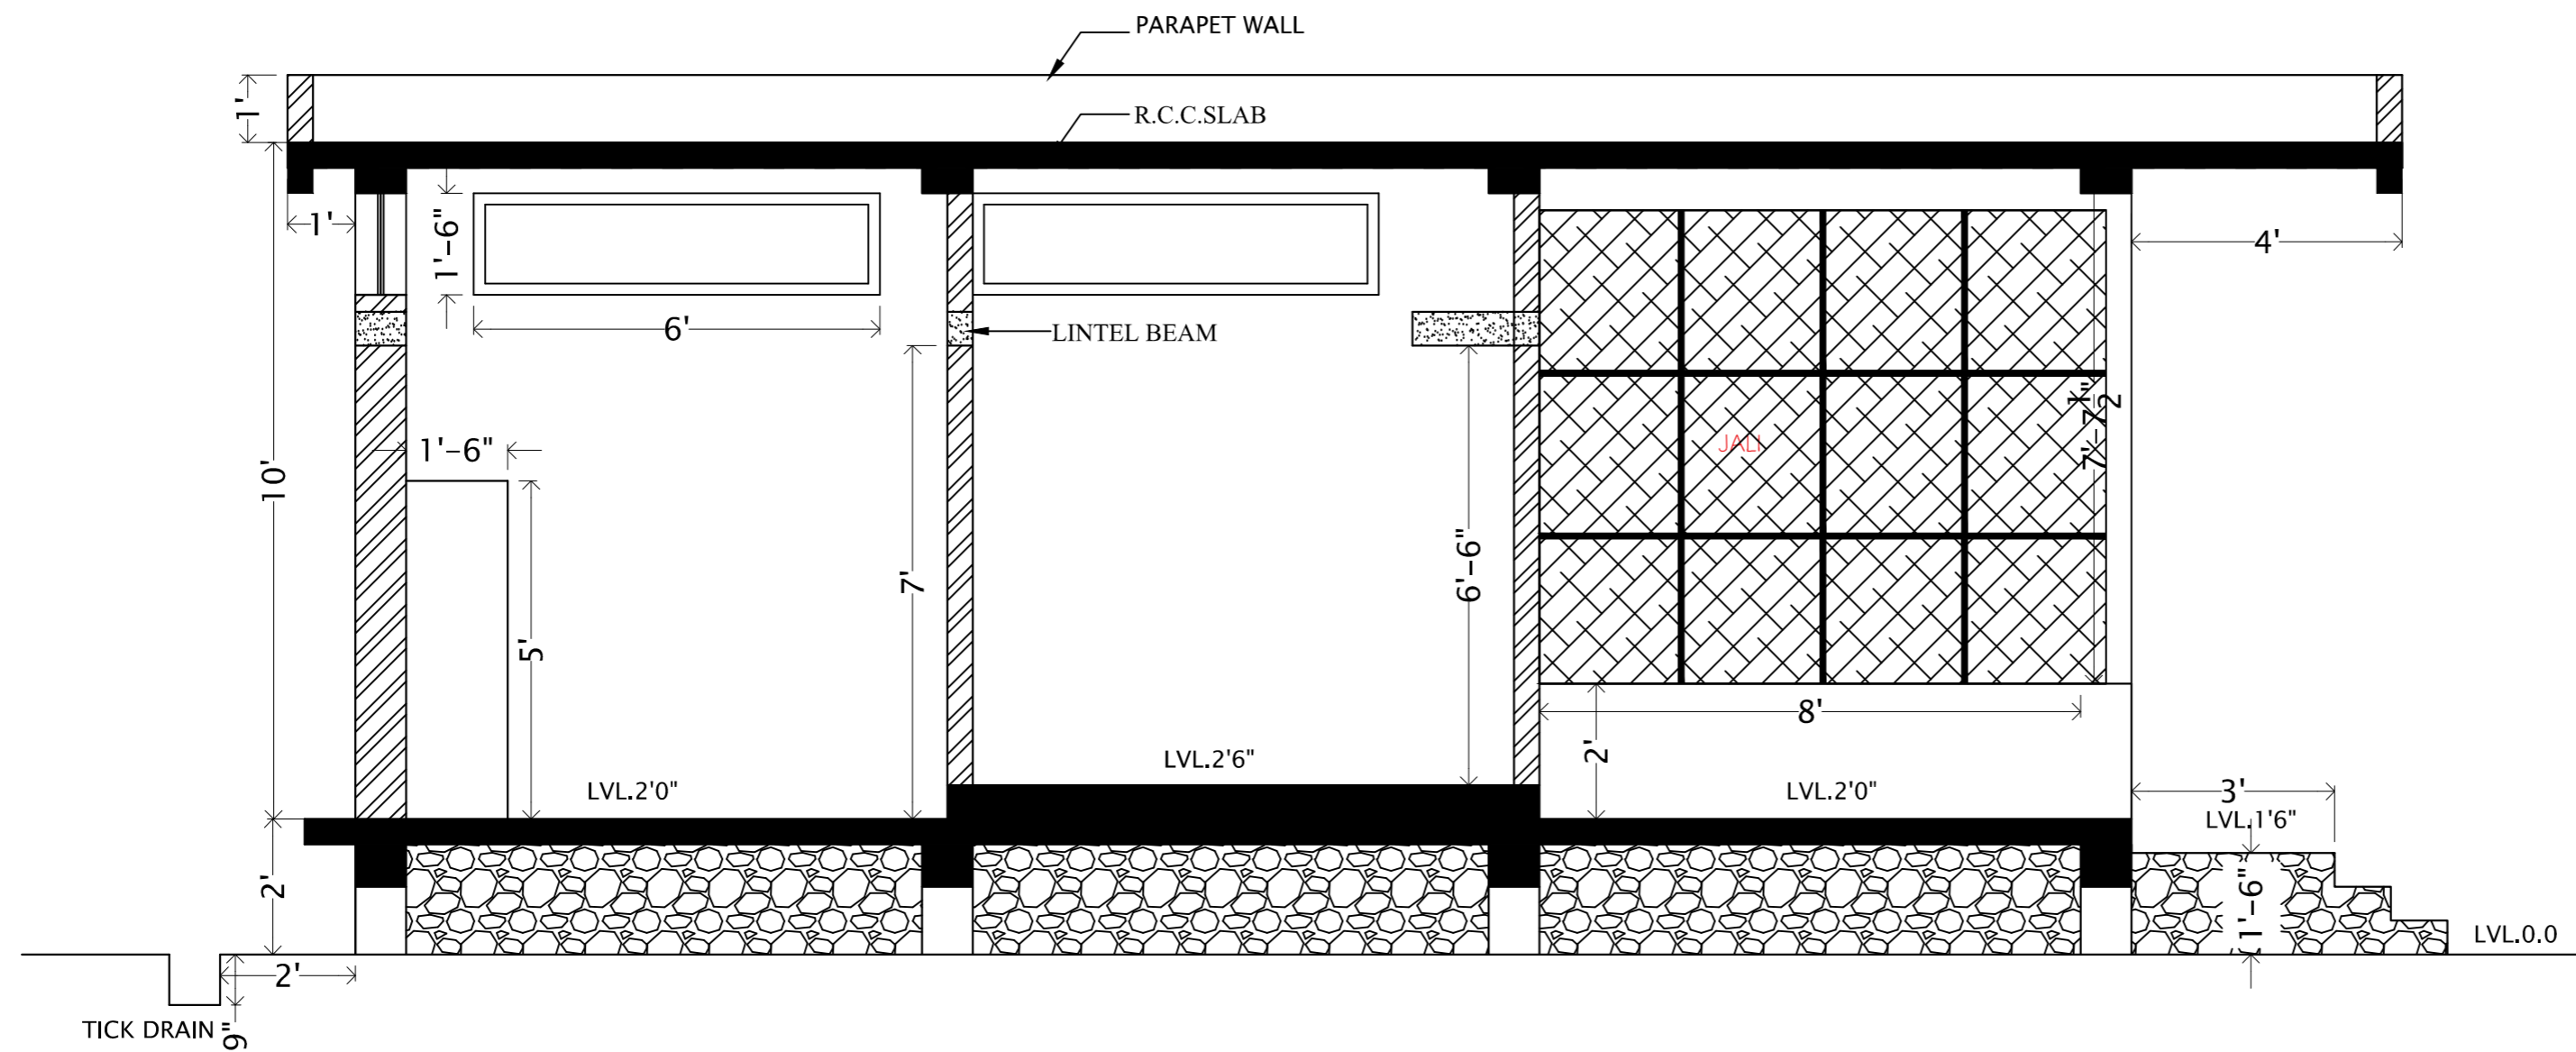 PARAPET WALL
1'
R.C.C.SLAB
1'
1'-6"
4'
6'
LINTEL BEAM
7'-7 1/2"
JALI
1'-6"
10'
7'
6'-6"
5'
8'
2'
LVL.2'6"
LVL.2'0"
LVL.2'0"
3'
LVL.1'6"
2'
1'-6"
LVL.0.0
2'
TICK DRAIN
9"